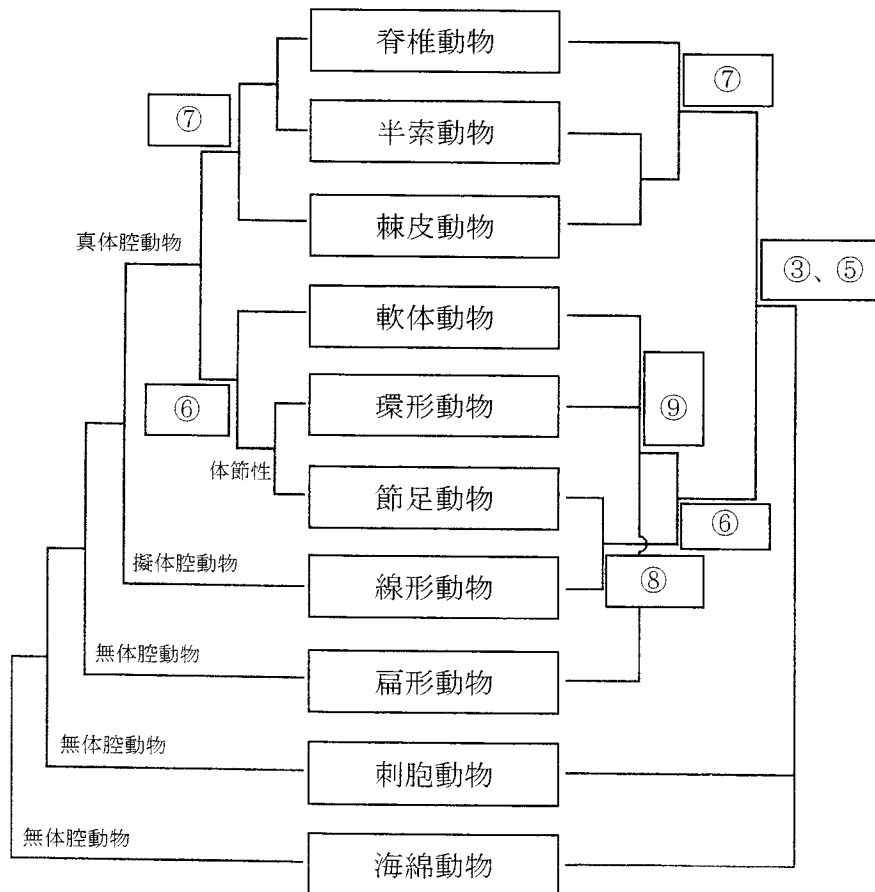 脊椎動物
⑦
⑦
半索動物
棘皮動物
真体腔動物
③、⑤
軟体動物
⑥
環形動物
⑨
体節性
節足動物
⑥
擬体腔動物
線形動物
⑧
無体腔動物
扁形動物
無体腔動物
刺胞動物
無体腔動物
海綿動物